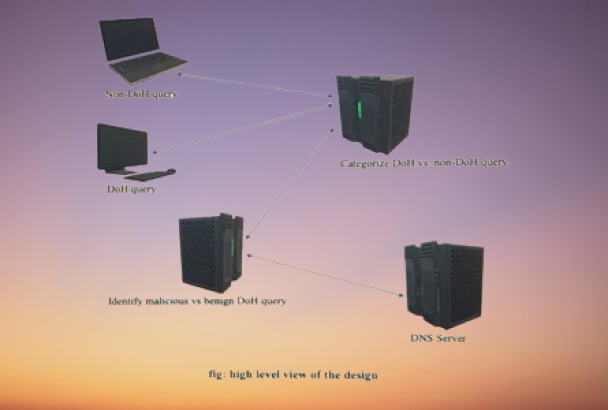 Non-DoH query
Categorize DoH vs. non-DoH query
DoH query
Identify malicious vs benign DoH query
DNS Server
fig: high level view of the design